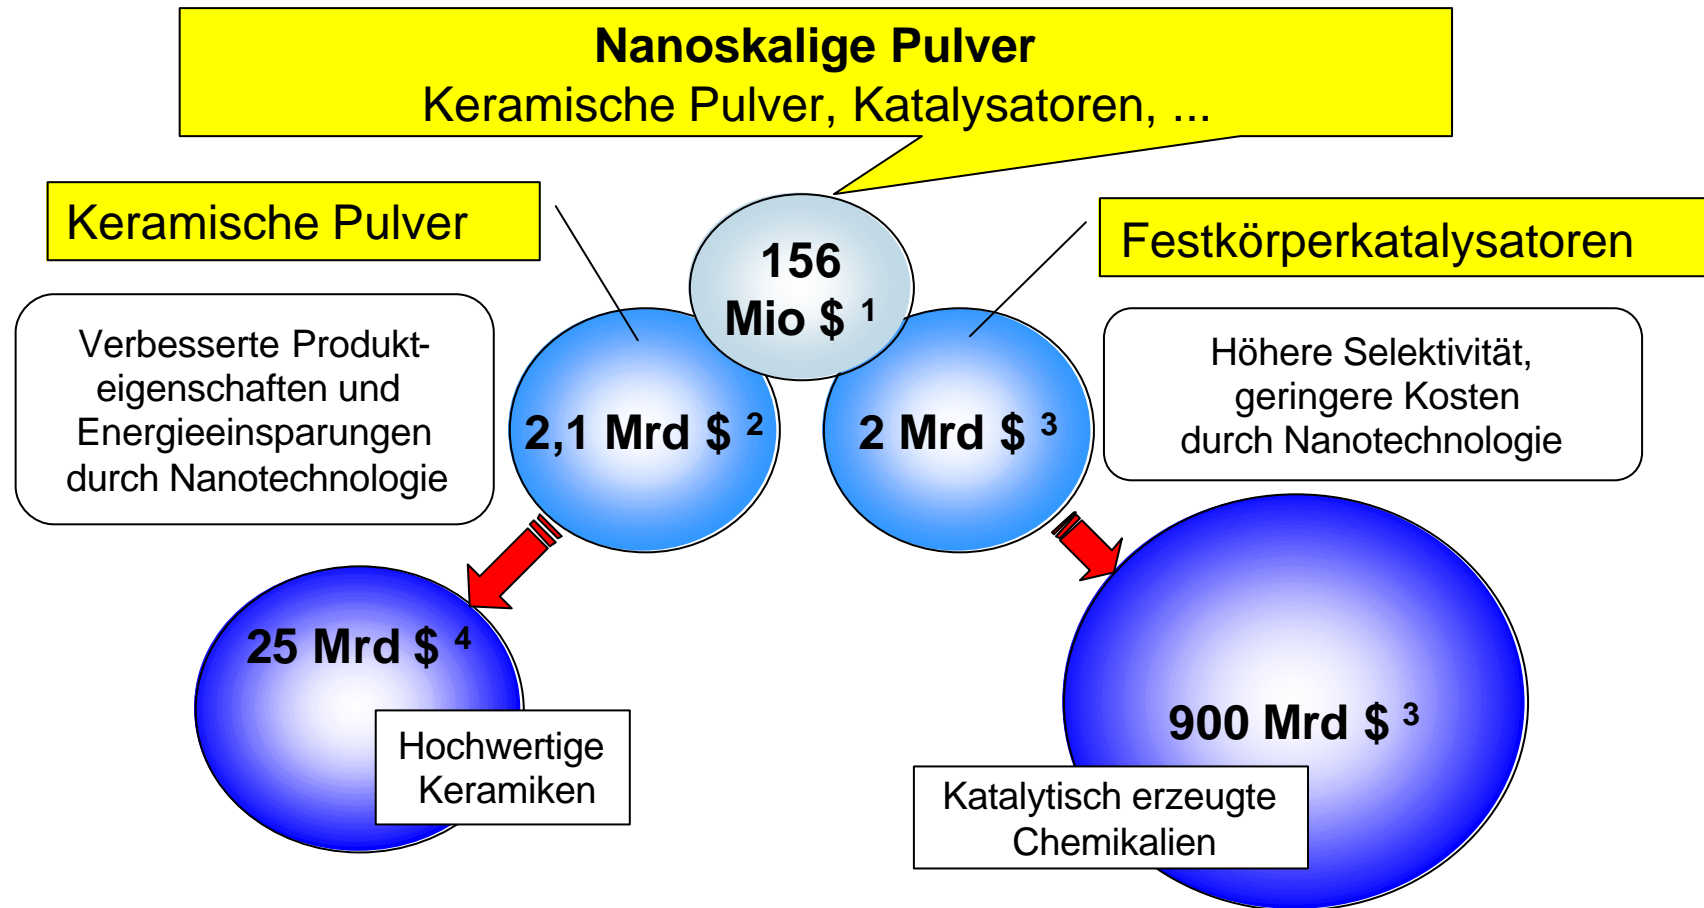 Nanoskalige Pulver
Keramische Pulver, Katalysatoren, ...
Keramische Pulver
Festkörperkatalysatoren
156
Mio $ 1
Verbesserte Produkt-
eigenschaften und
Energieeinsparungen
durch Nanotechnologie
2,1 Mrd $ 2
2 Mrd $ 3
Höhere Selektivität,
geringere Kosten
durch Nanotechnologie
25 Mrd $ 4
Hochwertige
Keramiken
900 Mrd $ 3
Katalytisch erzeugte
Chemikalien